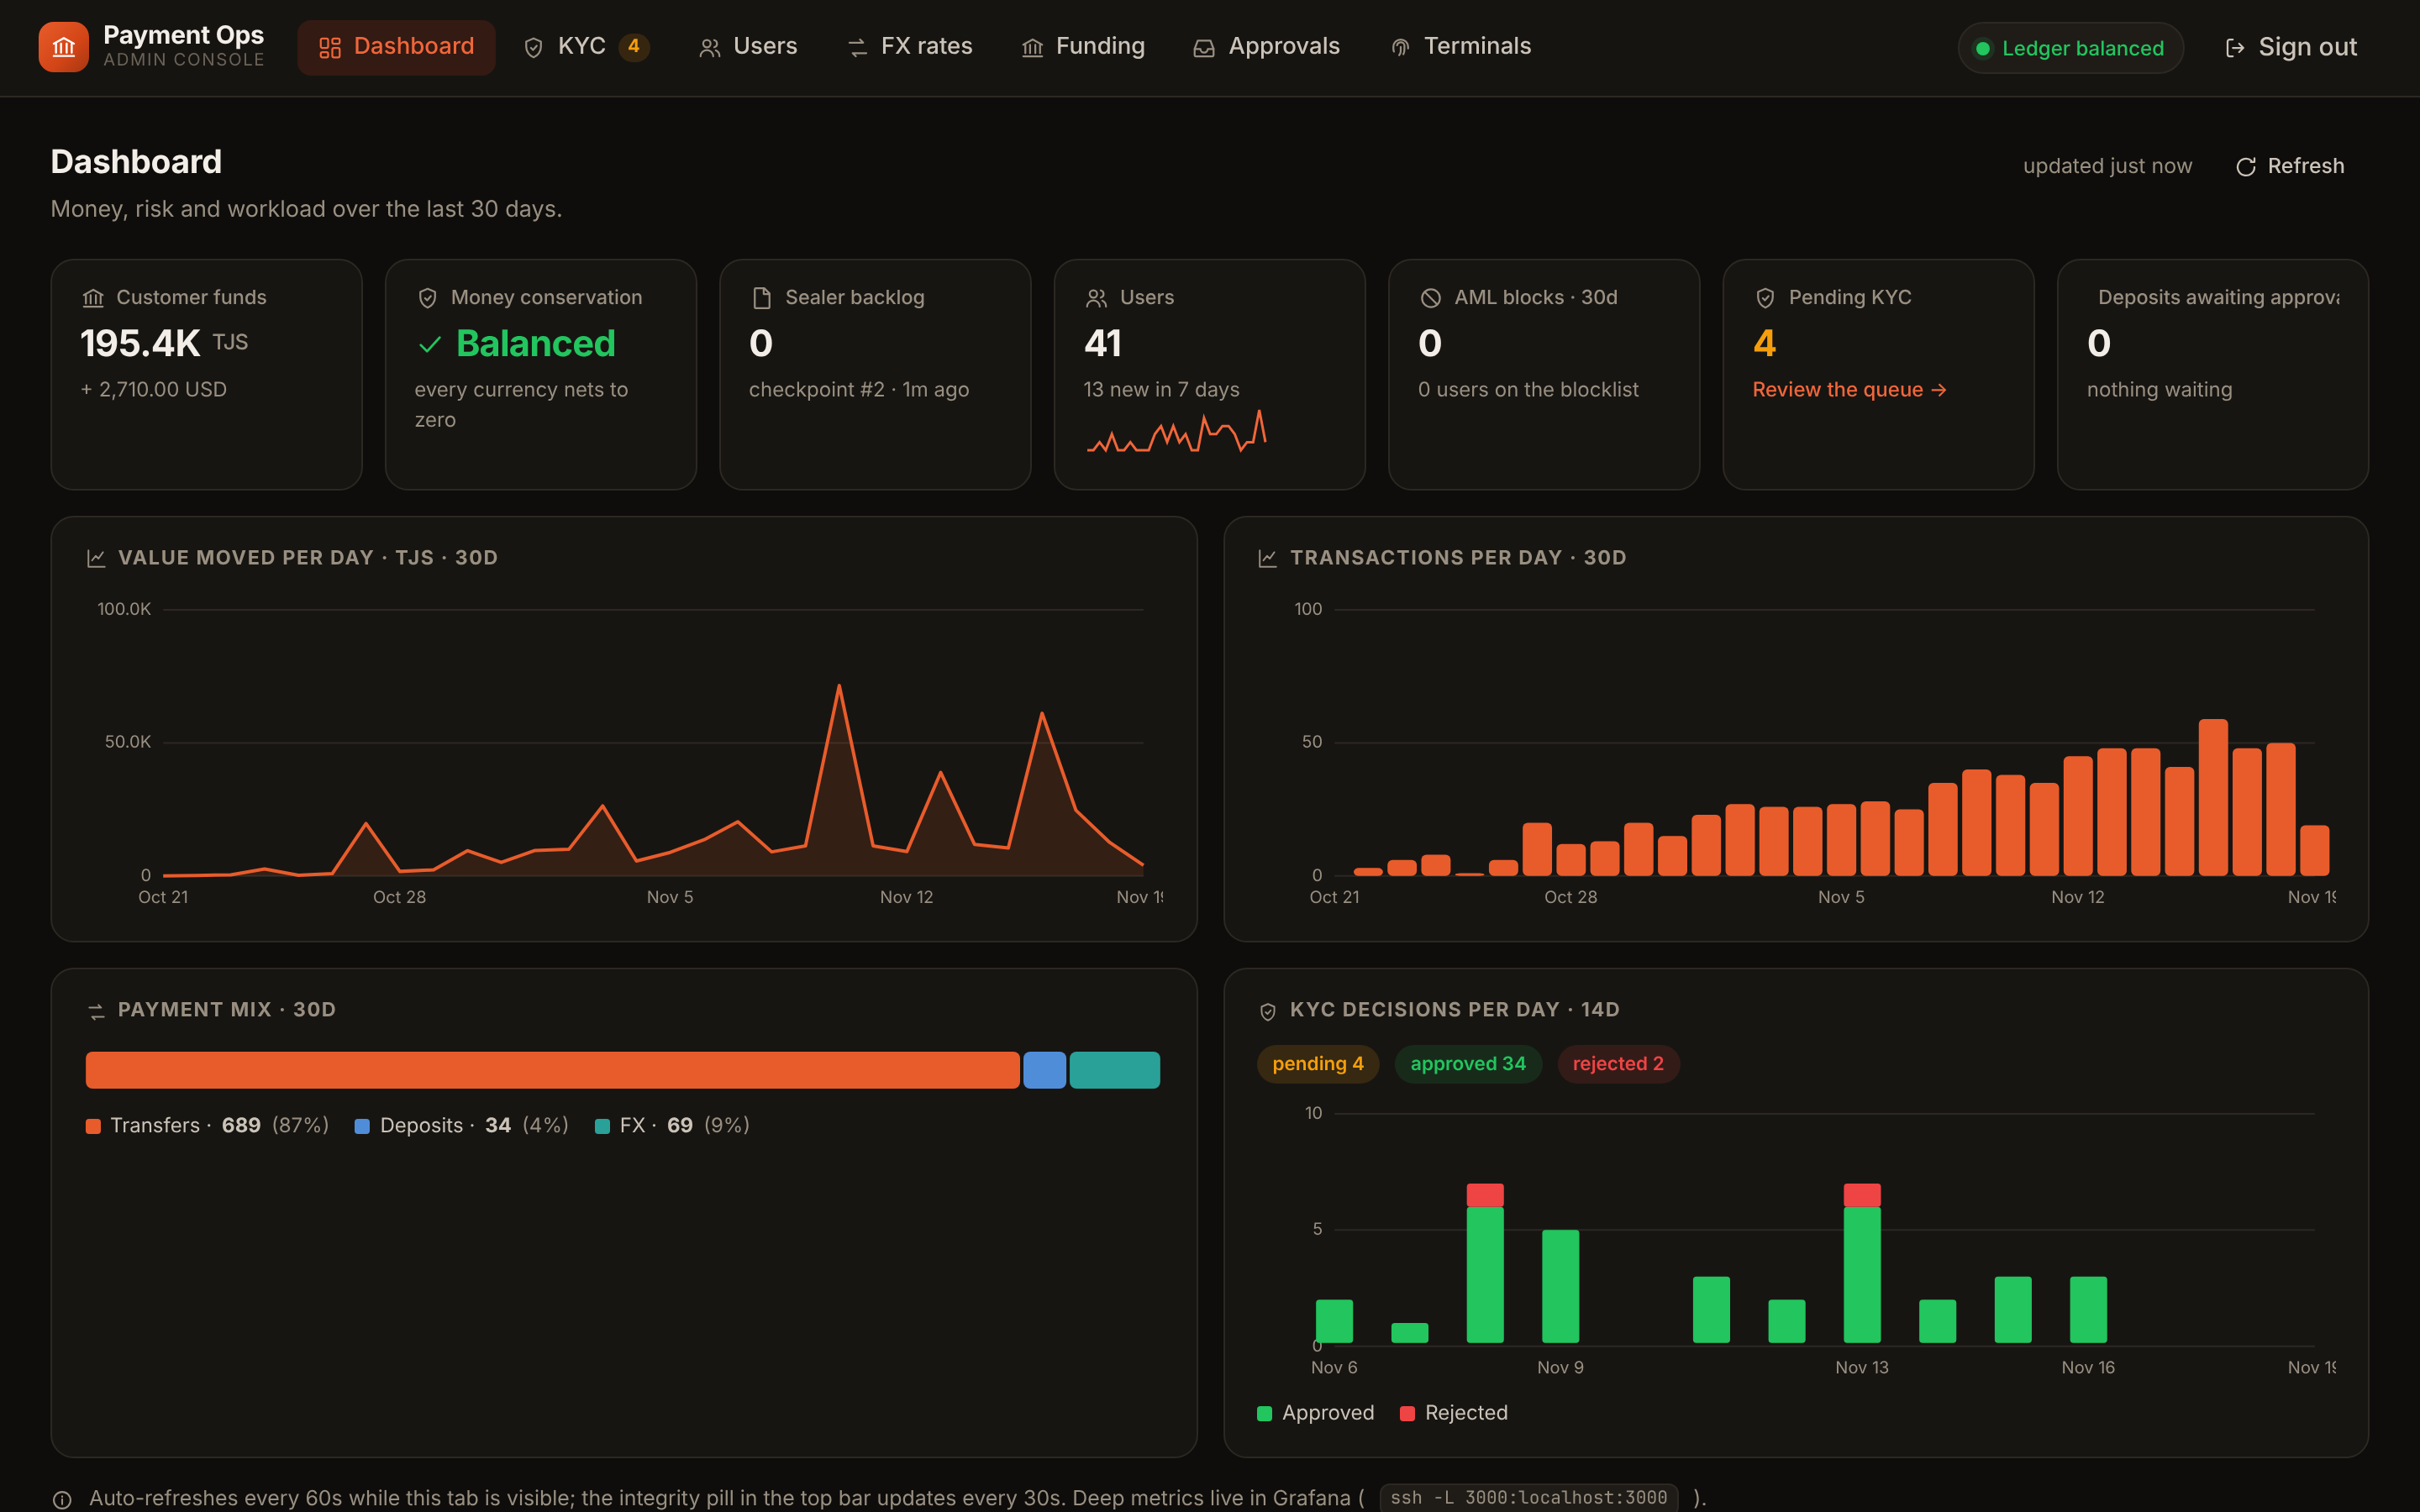 Payment Ops
ADMIN CONSOLE
Dashboard
KYC 4
Users
FX rates
Funding
Approvals
Terminals
Ledger balanced
Sign out
Dashboard
updated just now
Refresh
Money, risk and workload over the last 30 days.
Customer funds
195.4K TJS
+ 2,710.00 USD
Money conservation
Balanced
every currency nets to
zero
Sealer backlog
0
checkpoint #2 · 1m ago
Users
41
13 new in 7 days
AML blocks · 30d
0
0 users on the blocklist
Pending KYC
4
Review the queue →
Deposits awaiting
0
nothing waiting
VALUE MOVED PER DAY · TJS · 30D
100.0K
50.0K
0
Oct 21
Oct 28
Nov 5
Nov 12
Nov
TRANSACTIONS PER DAY · 30D
100
50
0
Oct 21
Oct 28
Nov 5
Nov 12
Nov
PAYMENT MIX · 30D
Transfers · 689 (87%)
Deposits · 34 (4%)
FX · 69 (9%)
KYC DECISIONS PER DAY · 14D
pending 4
approved 34
rejected 2
10
5
0
Nov 6
Nov 9
Nov 13
Nov 16
Nov
Approved
Rejected
Auto-refreshes every 60s while this tab is visible; the integrity pill in the top bar updates every 30s. Deep metrics live in Grafana ( ssh -L 3000:localhost:3000 ).